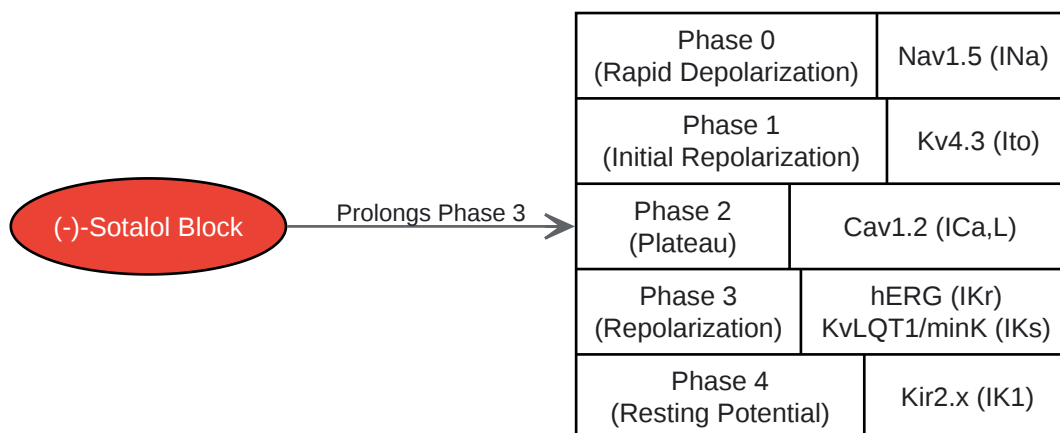 (-)-Sotalol Block
Prolongs Phase 3
Phase 0
(Rapid Depolarization)
Nav1.5 (INa)
Phase 1
(Initial Repolarization)
Kv4.3 (Ito)
Phase 2
(Plateau)
Cav1.2 (ICa,L)
Phase 3
(Repolarization)
hERG (IKr)
KvLQT1/minK (IKs)
Phase 4
(Resting Potential)
Kir2.x (IK1)